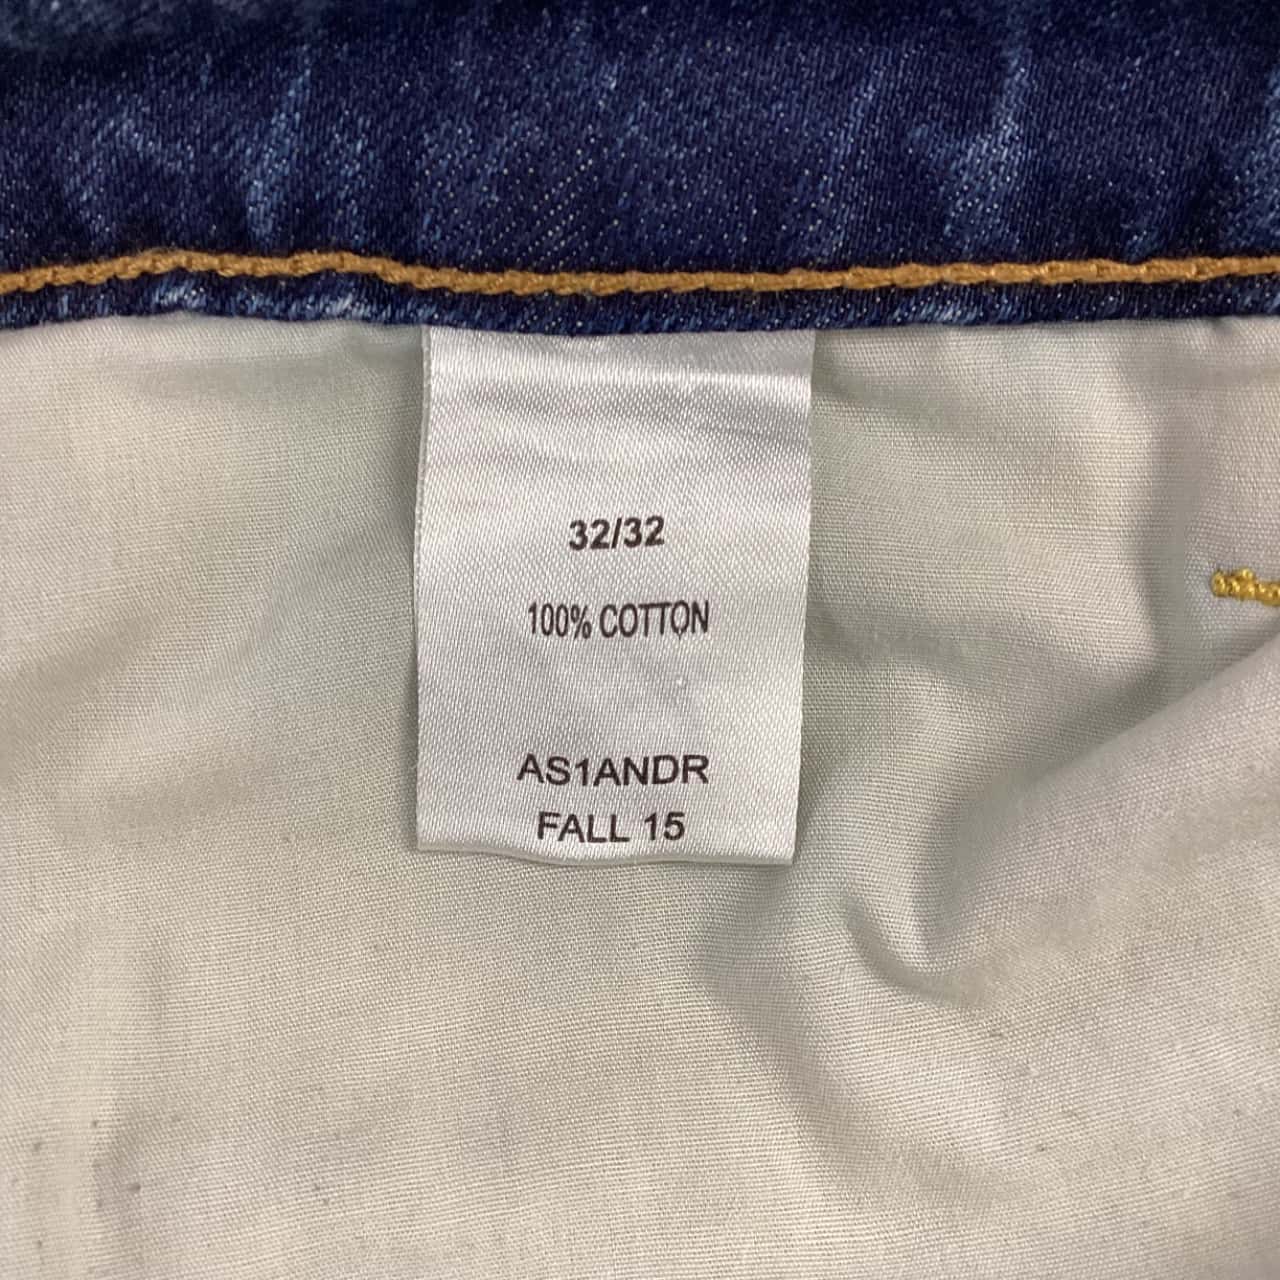 32/32
100% COTTON
AS1ANDR
FALL 15